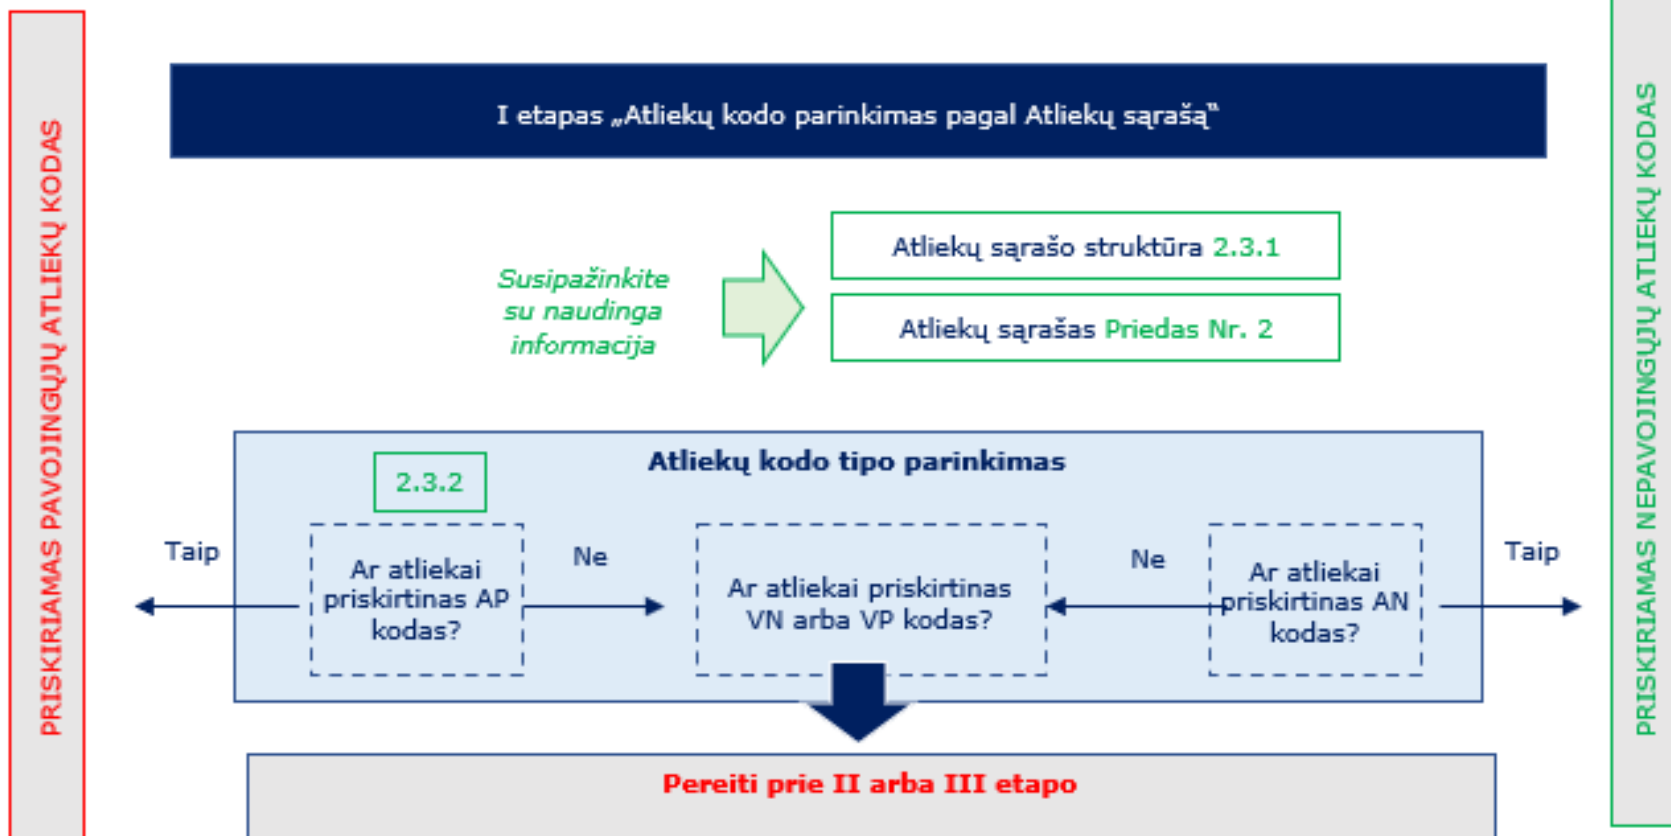 PRISKIRIAMAS PAVOJINGŲJŲ ATLIEKŲ KODAS
I etapas „Atliekų kodo parinkimas pagal Atliekų sąrašą“
Susipažinkite
su naudinga
informacija
Atliekų sąrašo struktūra 2.3.1
Atliekų sąrašas Priedas Nr. 2
Atliekų kodo tipo parinkimas
2.3.2
Taip
Ar atliekai
priskirtinas AP
kodas?
Ne
Ar atliekai priskirtinas
VN arba VP kodas?
Ne
Ar atliekai
priskirtinas AN
kodas?
Taip
Pereiti prie II arba III etapo
PRISKIRIAMAS NEPAVOJINGŲJŲ ATLIEKŲ KODAS